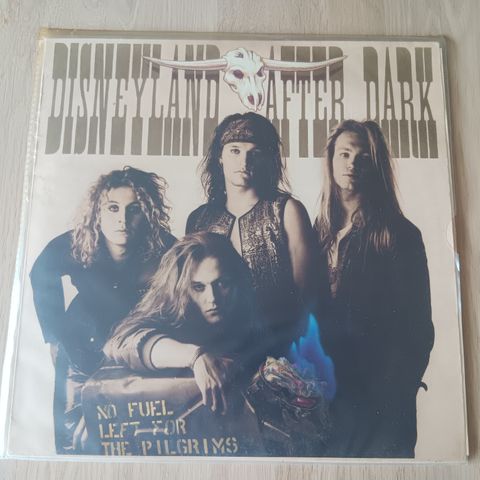 DISNEYLAND AFTER DARK
NO FUEL
LEFT FOR
THE PILGRIMS